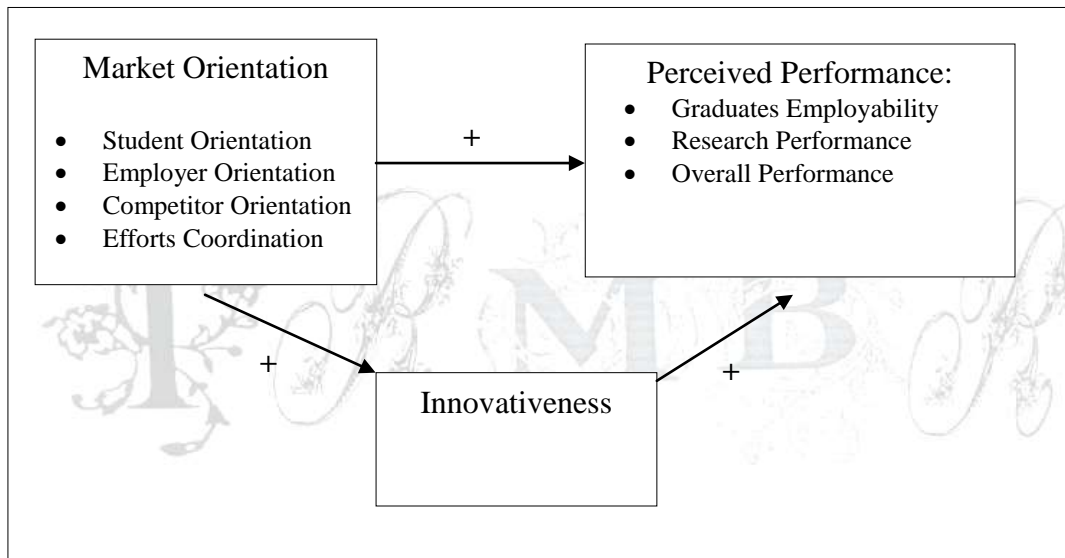 Market Orientation
• Student Orientation
• Employer Orientation
• Competitor Orientation
• Efforts Coordination
+
Perceived Performance:
• Graduates Employability
• Research Performance
• Overall Performance
+
+
Innovativeness
I R M B R